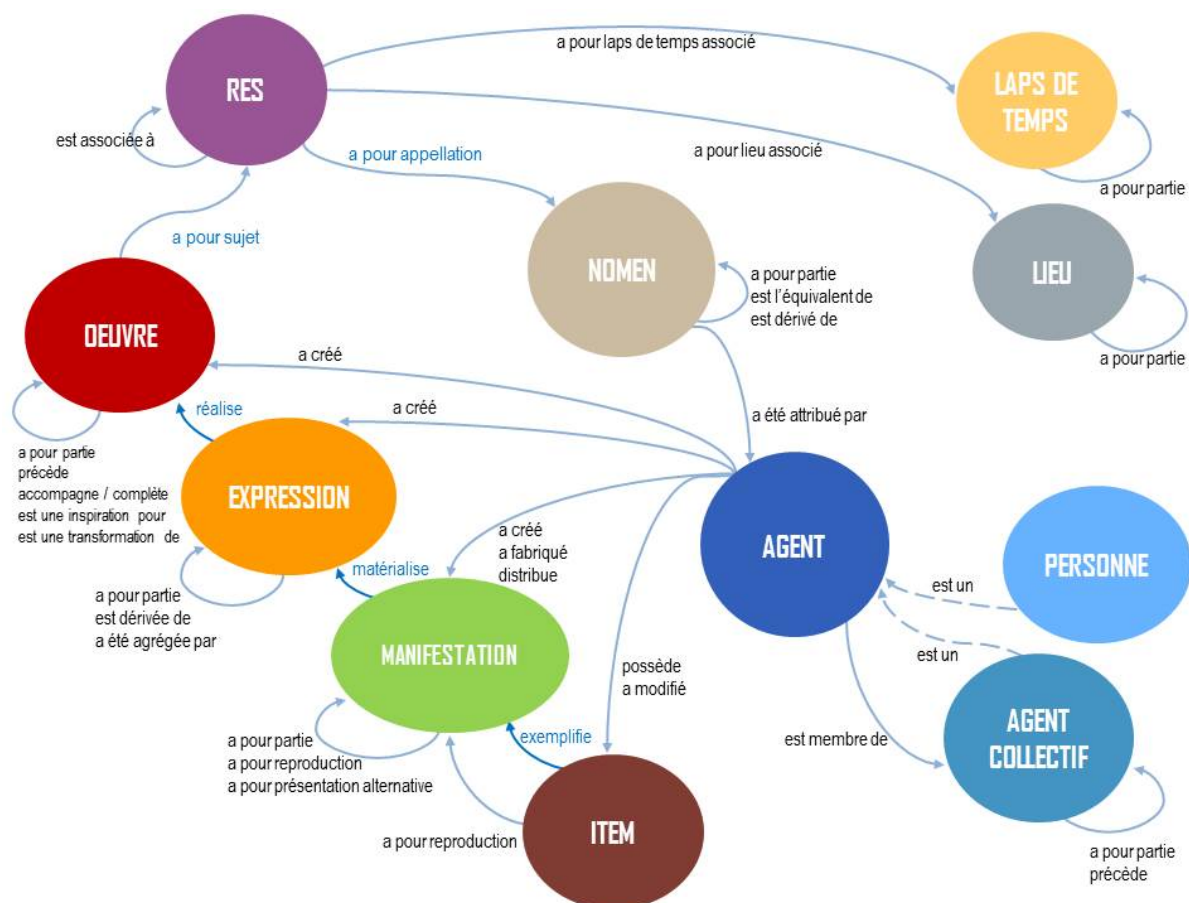 a pour laps de temps associé
RES
LAPS DE
TEMPS
est associée à
a pour appellation
a pour lieu associé
a pour partie
a pour sujet
NOMEN
a pour partie
est l'équivalent de
est dérivé de
LIEU
OEUVRE
a créé
a pour partie
réalise
a créé
a été attribué par
a pour partie
précède
accompagne / complète
est une inspiration pour
est une transformation de
EXPRESSION
a créé
a fabriqué
distribue
AGENT
PERSONNE
matérialise
est un
a pour partie
est dérivée de
a été agrégée par
MANIFESTATION
est un
possède
a modifié
AGENT
COLLECTIF
est membre de
exemplifie
a pour partie
a pour reproduction
a pour présentation alternative
a pour reproduction
ITEM
a pour partie
précède